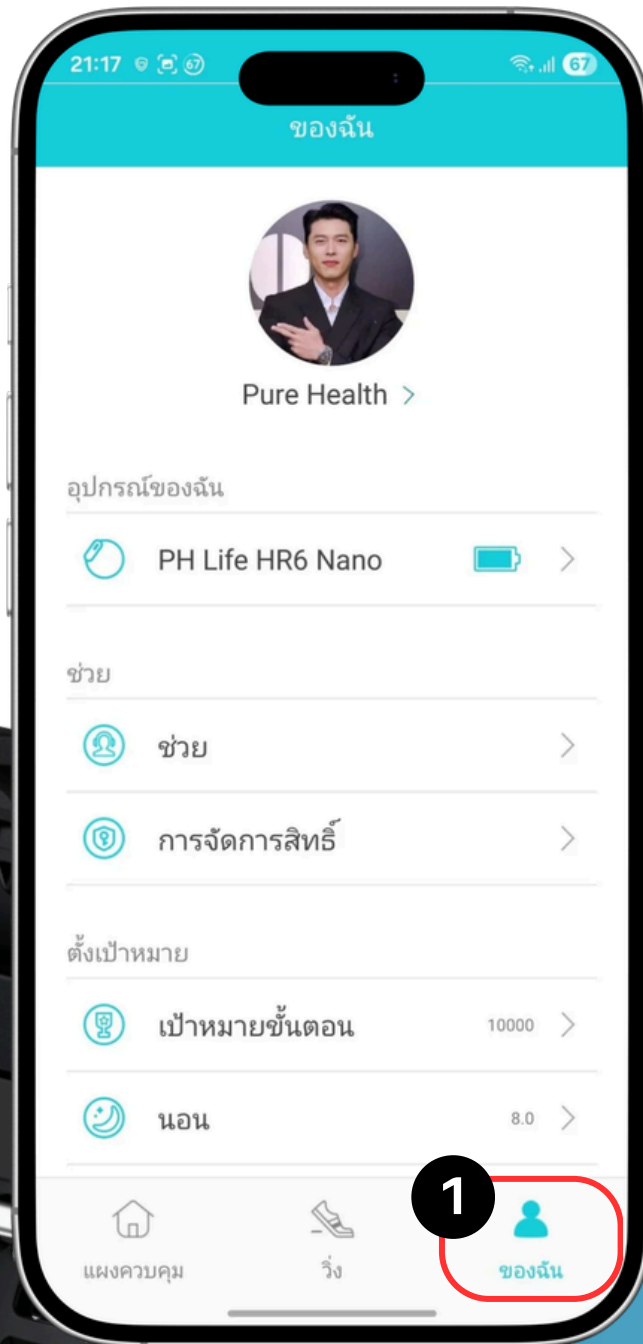 21:17 67 67
ของฉัน
Pure Health >
อุปกรณ์ของฉัน
PH Life HR6 Nano
ช่วย
ช่วย
การจัดการสิทธิ์
ตั้งเป้าหมาย
เป้าหมายขั้นตอน 10000
นอน 8.0
1
แผงควบคุม วิ่ง ของฉัน